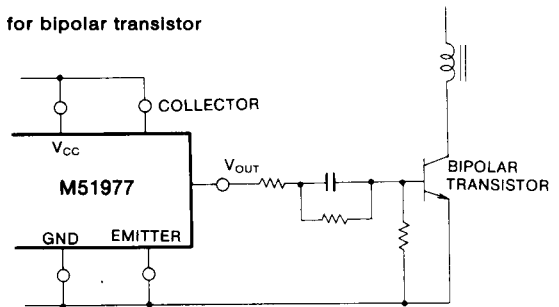 for bipolar transistor
COLLECTOR
VCC
VOUT
M51977
BIPOLAR
TRANSISTOR
GND
EMITTER